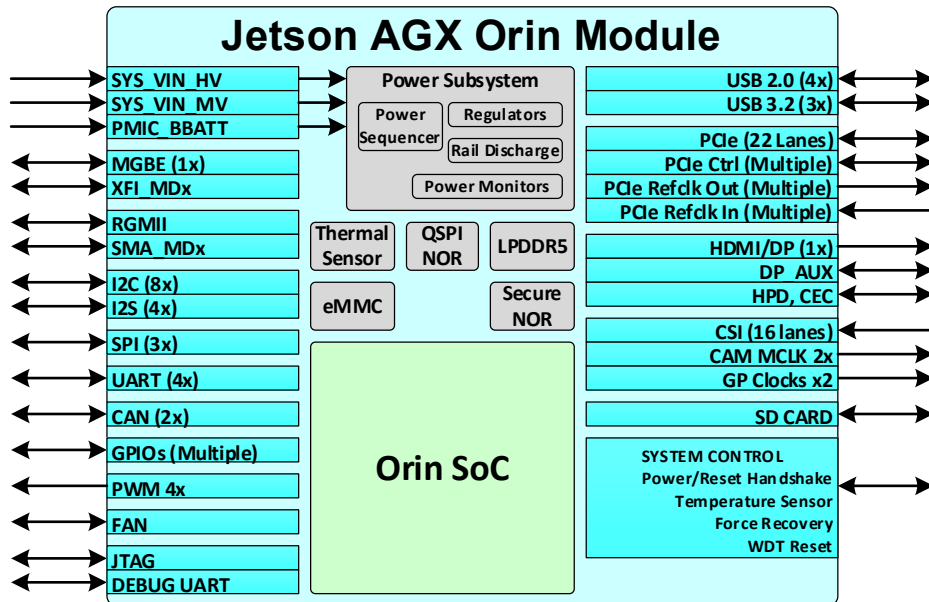 Jetson AGX Orin Module
SYS_VIN_HV
SYS_VIN_MV
PMIC_BBATT
MGBE (1x)
XFI_MDx
RGMII
SMA_MDx
I2C (8x)
I2S (4x)
SPI (3x)
UART (4x)
CAN (2x)
GPIOs (Multiple)
PWM 4x
FAN
JTAG
DEBUG UART
Power Subsystem
Power
Sequencer
Regulators
Rail Discharge
Power Monitors
Thermal
Sensor
QSPI
NOR
LPDDR5
eMMC
Secure
NOR
Orin SoC
USB 2.0 (4x)
USB 3.2 (3x)
PCIe (22 Lanes)
PCIe Ctrl (Multiple)
PCIe Refclk Out (Multiple)
PCIe Refclk In (Multiple)
HDMI/DP (1x)
DP_AUX
HPD, CEC
CSI (16 lanes)
CAM MCLK 2x
GP Clocks x2
SD CARD
SYSTEM CONTROL
Power/Reset Handshake
Temperature Sensor
Force Recovery
WDT Reset